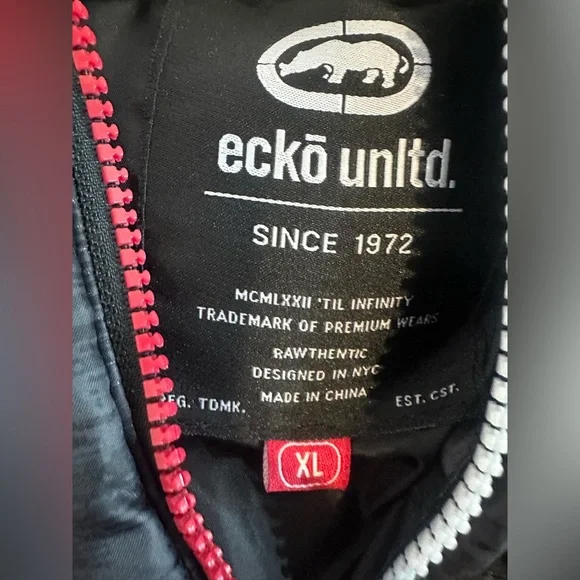 eckō unltd.
SINCE 1972
MCMLXXII 'TIL INFINITY
TRADEMARK OF PREMIUM WEARS
RAWTHENTIC
DESIGNED IN NYC
MADE IN CHINA
EG. TDMK.
EST. CST.
XL